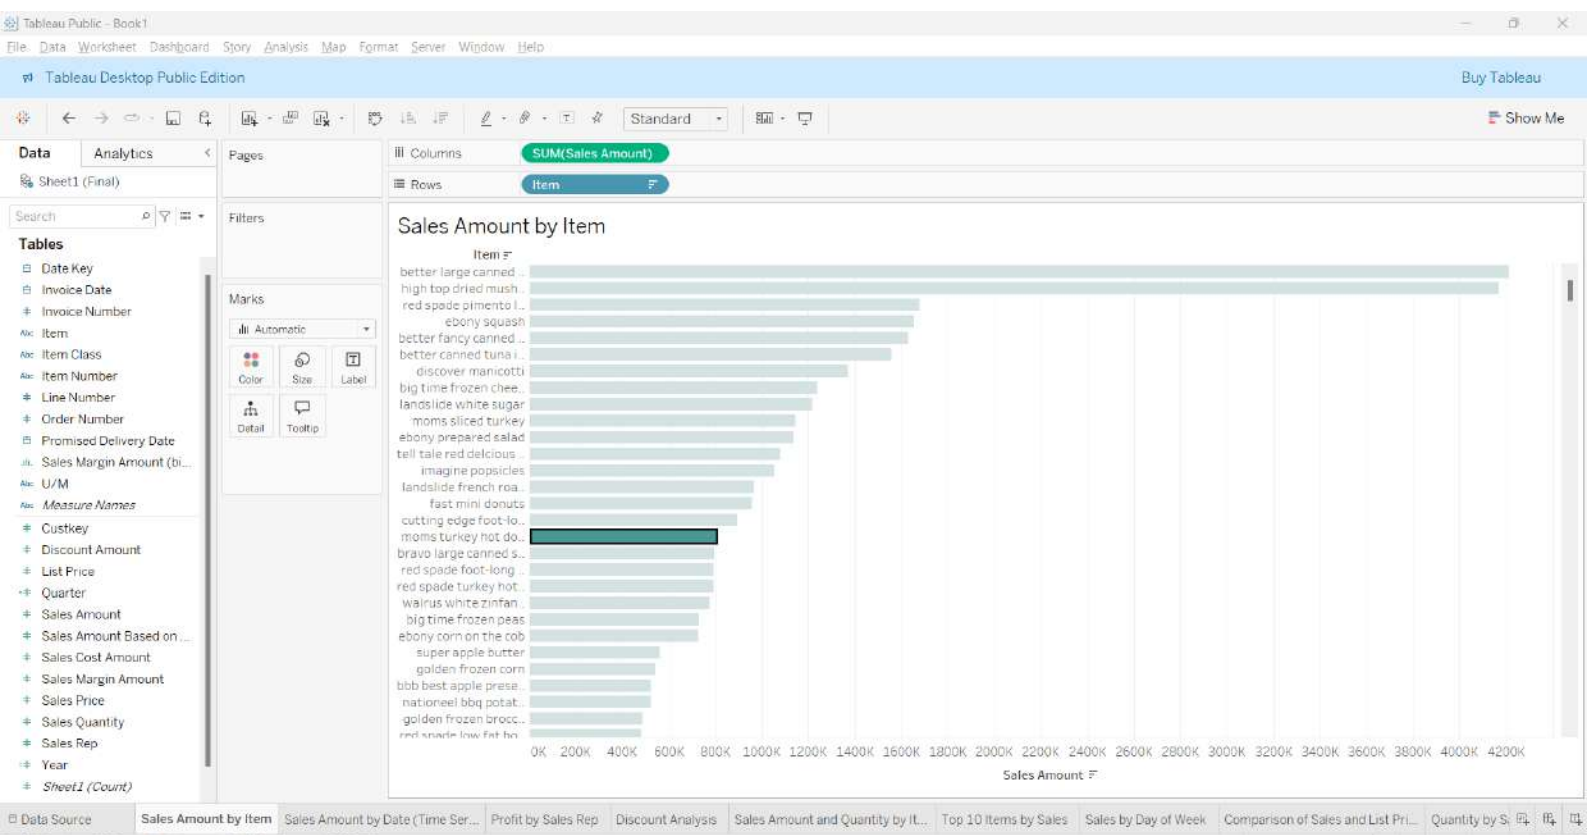 Tableau Public - Book1
File Data Worksheet Dashboard Story Analysis Map Format Server Window Help
Tableau Desktop Public Edition
Buy Tableau
Standard
Show Me
Data
Analytics
Sheet1 (Final)
Search
Tables
Date Key
Invoice Date
Invoice Number
Abc Item
Abc Item Class
Abc Item Number
Line Number
Order Number
Promised Delivery Date
Sales Margin Amount (bi...
Abc U/M
Abc Measure Names
Custkey
Discount Amount
List Price
Quarter
Sales Amount
Sales Amount Based on ...
Sales Cost Amount
Sales Margin Amount
Sales Price
Sales Quantity
Sales Rep
Year
Sheet1 (Count)
Pages
Filters
Marks
Automatic
Color
Size
Label
Detail
Tooltip
Columns
SUM(Sales Amount)
Rows
Item
Sales Amount by Item
Item
better large canned ..
high top dried mush..
red spade pimento l..
ebony squash
better fancy canned ..
better canned tuna i..
discover manicotti
big time frozen chee..
landslide white sugar
moms sliced turkey
ebony prepared salad
tell tale red delcious ..
imagine popsicles
landslide french roa..
fast mini donuts
cutting edge foot-lo..
moms turkey hot do..
bravo large canned s..
red spade foot-long ..
red spade turkey hot..
walrus white zinfan..
big time frozen peas
ebony corn on the cob
super apple butter
golden frozen corn
bbb best apple prese..
nationeel bbq potat..
golden frozen brocc..
red spade low fat bo..
0K 200K 400K 600K 800K 1000K 1200K 1400K 1600K 1800K 2000K 2200K 2400K 2600K 2800K 3000K 3200K 3400K 3600K 3800K 4000K 4200K
Sales Amount
Data Source
Sales Amount by Item
Sales Amount by Date (Time Ser...
Profit by Sales Rep
Discount Analysis
Sales Amount and Quantity by It...
Top 10 Items by Sales
Sales by Day of Week
Comparison of Sales and List Pri...
Quantity by S